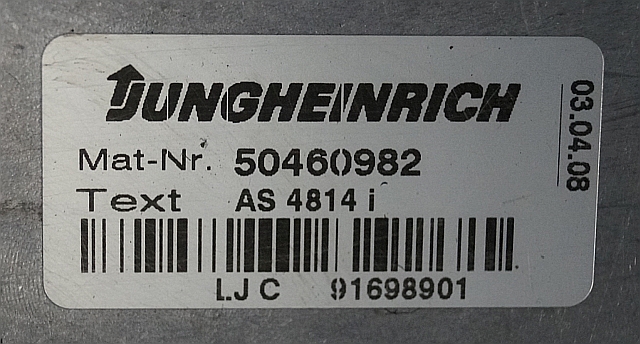 JUNGHEINRICH
Mat-Nr. 50460982
Text AS 4814 i
LJC 91698901
03.04.08